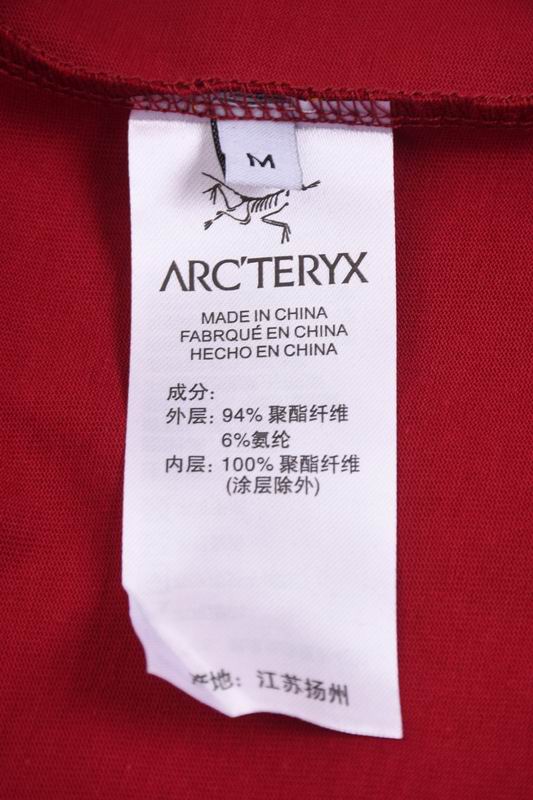 M
ARC'TERYX
MADE IN CHINA
FABRQUÉ EN CHINA
HECHO EN CHINA
成分:
外层: 94% 聚酯纤维
6%氨纶
内层: 100% 聚酯纤维
(涂层除外)
产地: 江苏扬州